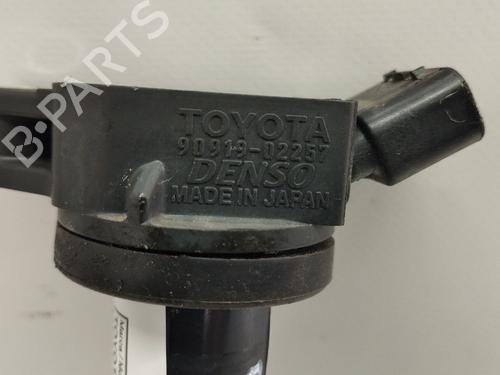 B-PARTS
TOYOTA
90919-02257
DENSO
MADE IN JAPAN